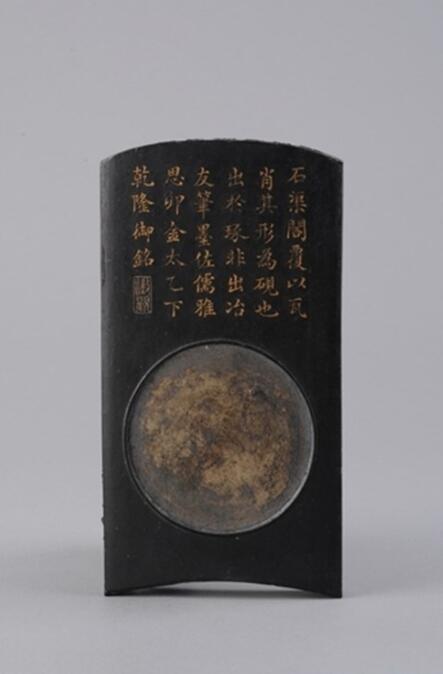 石渠閣覆以瓦
肖其形為硯也
出於琢非出冶
友筆墨佐儒雅
思卯金太乙下
乾隆御銘